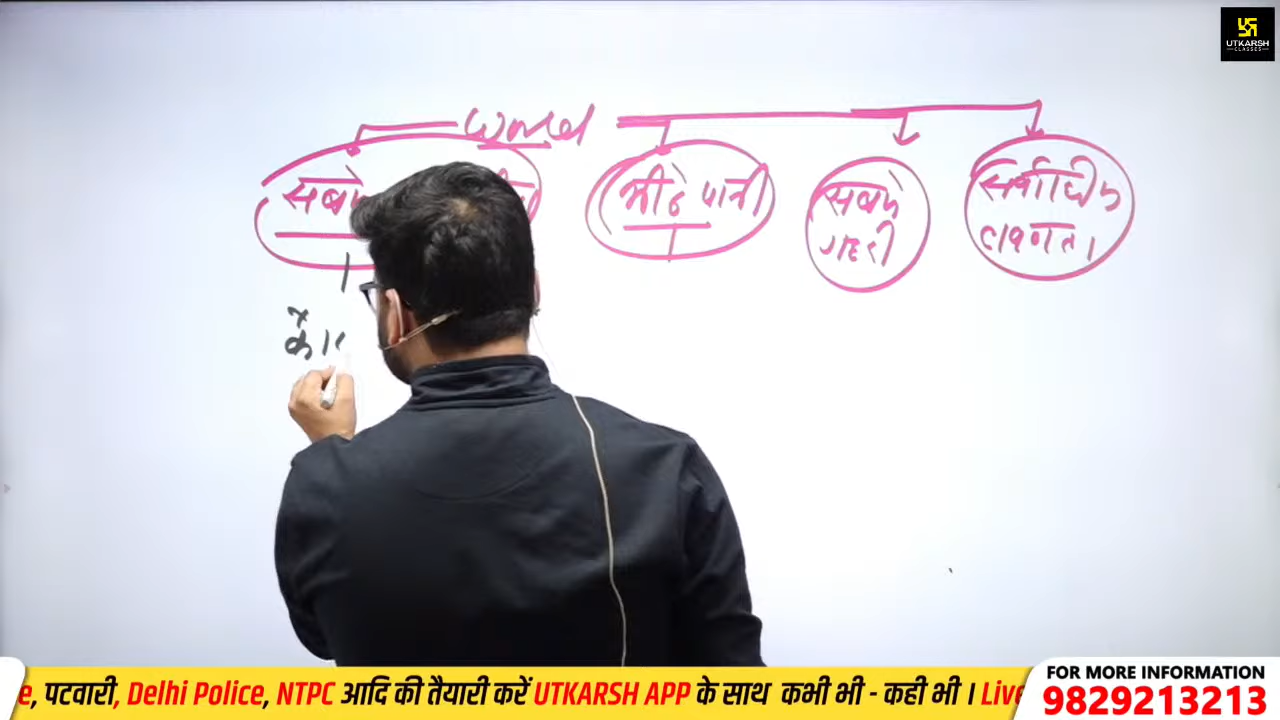 UTKARSH
CLASSES
World
मीठे पानी
सबसे
गहरी
सर्वाधिक
लवणता
e, पटवारी, Delhi Police, NTPC आदि की तैयारी करें UTKARSH APP के साथ कभी भी - कही भी । Live
FOR MORE INFORMATION
9829213213